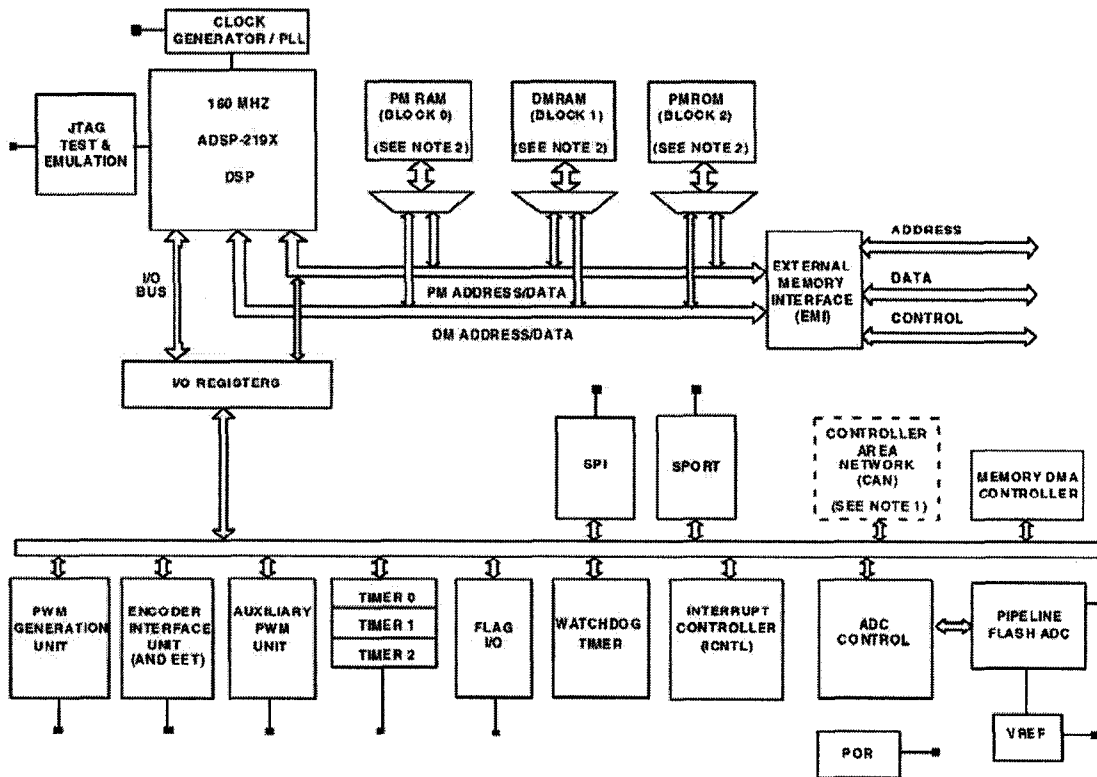 CLOCK
GENERATOR / PLL
160 MHZ
ADSP-219X
DSP
JTAG
TEST &
EMULATION
PM RAM
(BLOCK 0)
(SEE NOTE 2)
DMRAM
(BLOCK 1)
(SEE NOTE 2)
PMROM
(BLOCK 2)
(SEE NOTE 2)
I/O
BUS
PM ADDRESS/DATA
DM ADDRESS/DATA
EXTERNAL
MEMORY
INTERFACE
(EMI)
ADDRESS
DATA
CONTROL
I/O REGISTERS
SPI
SPORT
CONTROLLER
AREA
NETWORK
(CAN)
(SEE NOTE 1)
MEMORY DMA
CONTROLLER
PWM
GENERATION
UNIT
ENCODER
INTERFACE
UNIT
(AND EET)
AUXILIARY
PWM
UNIT
TIMER 0
TIMER 1
TIMER 2
FLAG
I/O
WATCHDOG
TIMER
INTERRUPT
CONTROLLER
(ICNTL)
ADC
CONTROL
PIPELINE
FLASH ADC
POR
VREF